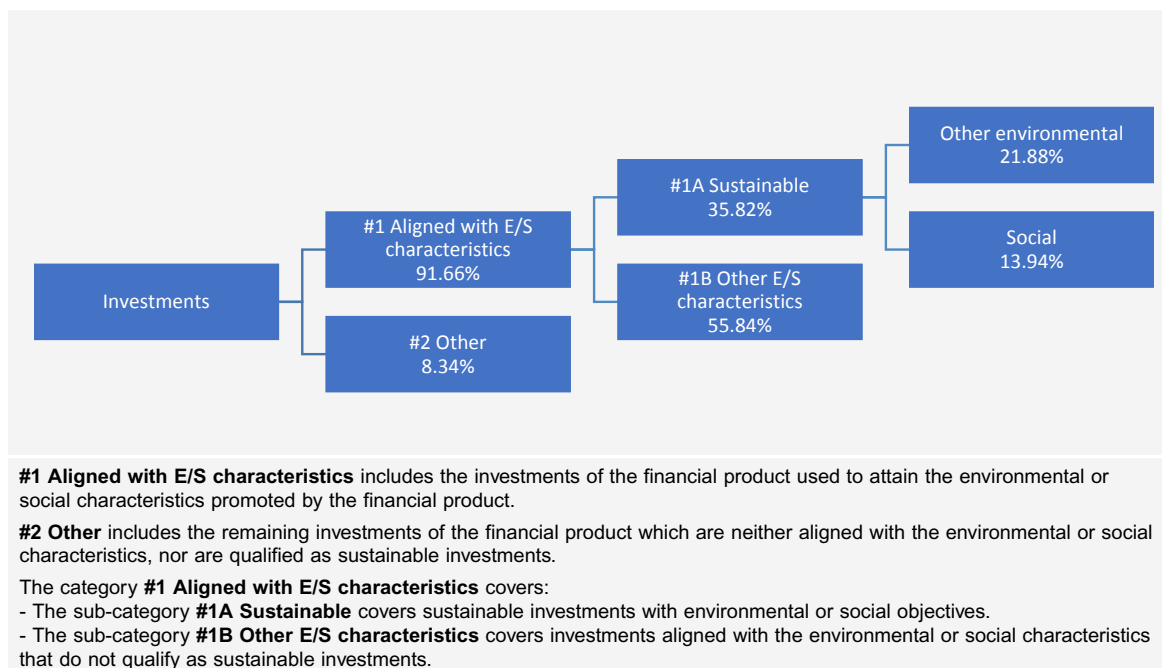 Investments
#1 Aligned with E/S
characteristics
91.66%
#2 Other
8.34%
#1A Sustainable
35.82%
#1B Other E/S
characteristics
55.84%
Other environmental
21.88%
Social
13.94%
#1 Aligned with E/S characteristics includes the investments of the financial product used to attain the environmental or
social characteristics promoted by the financial product.
#2 Other includes the remaining investments of the financial product which are neither aligned with the environmental or social
characteristics, nor are qualified as sustainable investments.
The category #1 Aligned with E/S characteristics covers:
- The sub-category #1A Sustainable covers sustainable investments with environmental or social objectives.
- The sub-category #1B Other E/S characteristics covers investments aligned with the environmental or social characteristics
that do not qualify as sustainable investments.